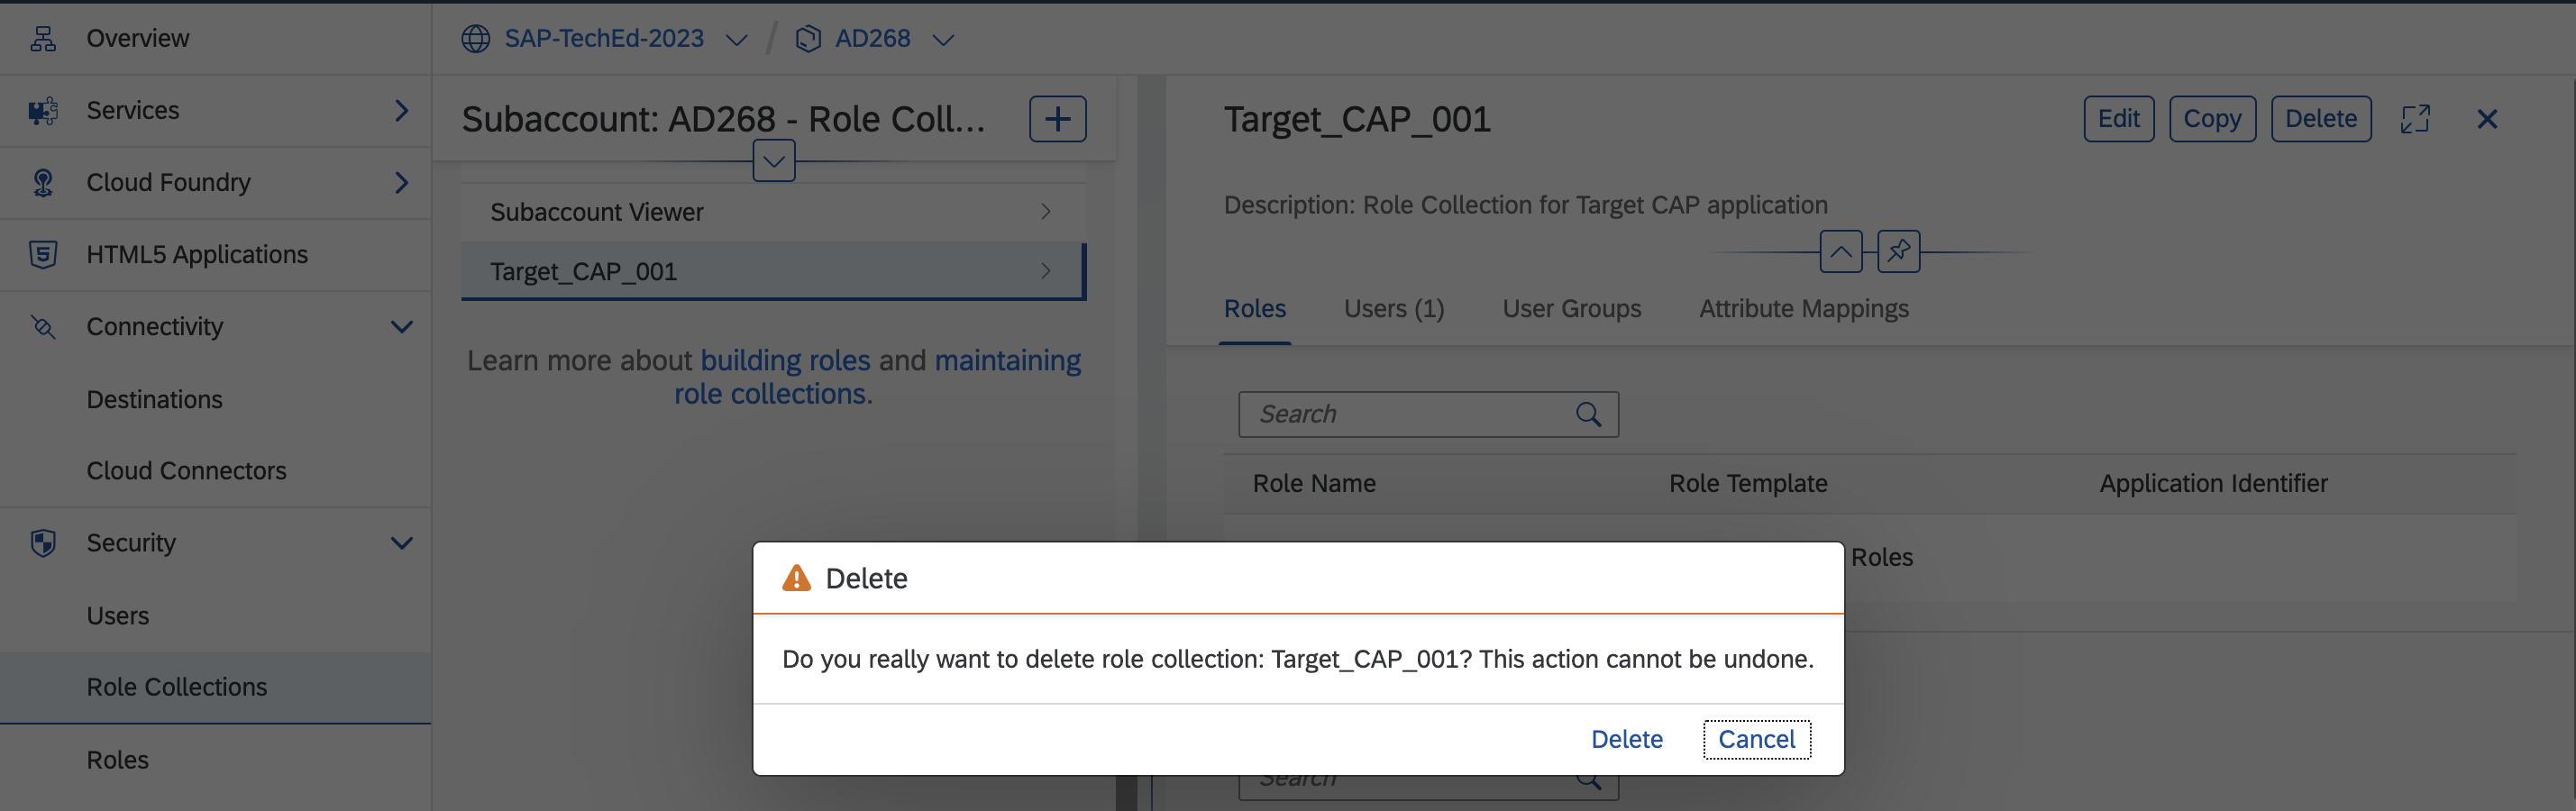 Overview
Services
Cloud Foundry
HTML5 Applications
Connectivity
Destinations
Cloud Connectors
Security
Users
Role Collections
Roles
SAP-TechEd-2023 / AD268
Subaccount: AD268 - Role Coll...
Subaccount Viewer
Target_CAP_001
Learn more about building roles and maintaining
role collections.
Target_CAP_001
Edit Copy Delete
Description: Role Collection for Target CAP application
Roles Users (1) User Groups Attribute Mappings
Search
Role Name Role Template Application Identifier
Roles
Delete
Do you really want to delete role collection: Target_CAP_001? This action cannot be undone.
Delete Cancel
Search